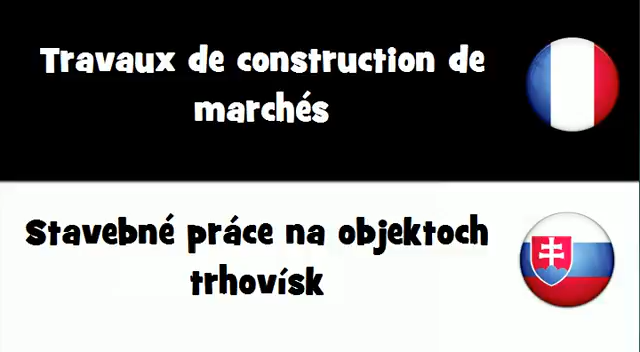 Travaux de construction de
marchés
Stavebné práce na objektoch
trhovísk